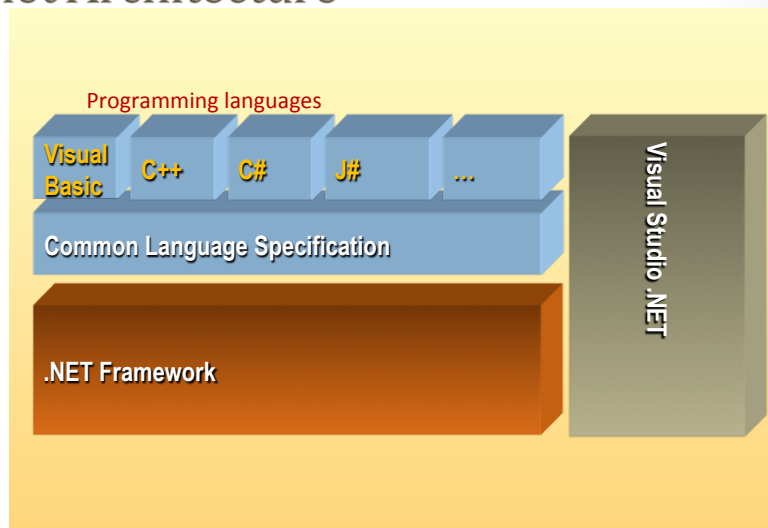 Programming languages
Visual
Basic
C++
C#
J#
...
Common Language Specification
.NET Framework
Visual Studio .NET